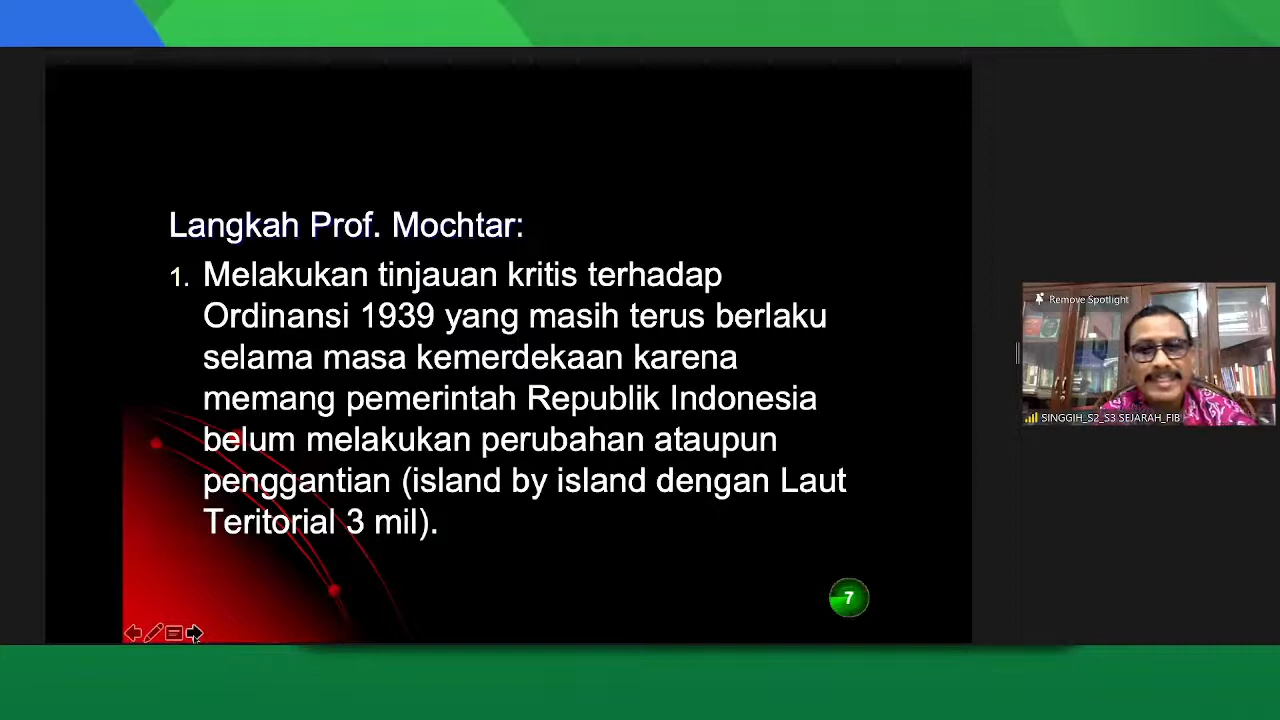 Langkah Prof. Mochtar:
1. Melakukan tinjauan kritis terhadap
Ordinansi 1939 yang masih terus berlaku
selama masa kemerdekaan karena
memang pemerintah Republik Indonesia
belum melakukan perubahan ataupun
penggantian (island by island dengan Laut
Teritorial 3 mil).
7
Remove Spotlight
SINGGIH_S2_S3 SEJARAH_FIB